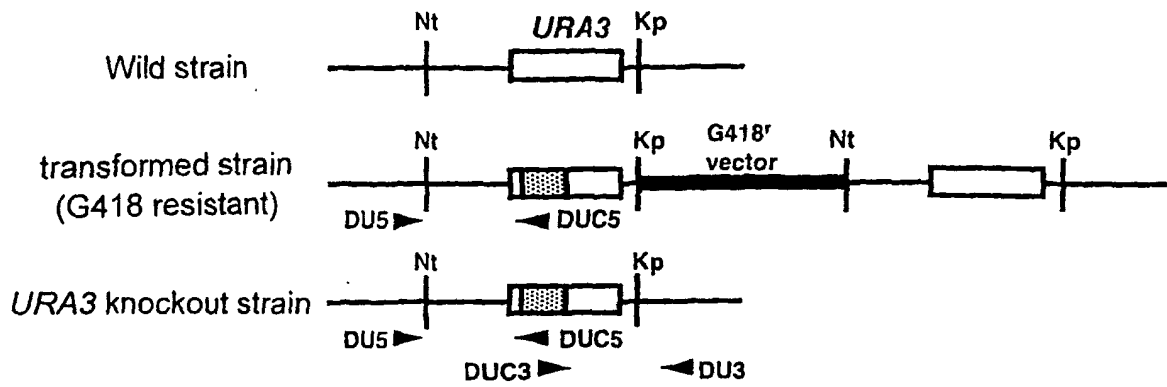 Nt URA3 Kp
Wild strain
Nt Kp G418ʳ vector Nt Kp
transformed strain
(G418 resistant)
DU5 DUC5
Nt Kp
URA3 knockout strain
DU5 DUC5
DUC3 DU3